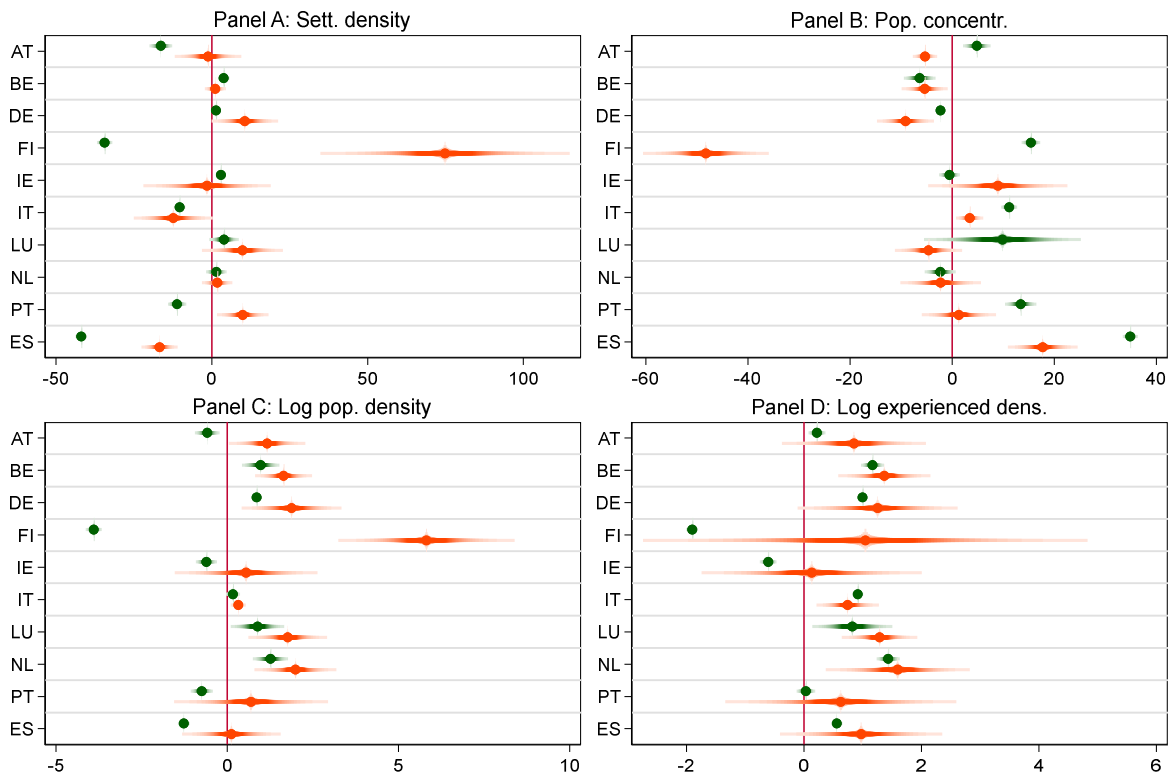 Panel A: Sett. density
AT
BE
DE
FI
IE
IT
LU
NL
PT
ES
-50 0 50 100
Panel B: Pop. concentr.
AT
BE
DE
FI
IE
IT
LU
NL
PT
ES
-60 -40 -20 0 20 40
Panel C: Log pop. density
AT
BE
DE
FI
IE
IT
LU
NL
PT
ES
-5 0 5 10
Panel D: Log experienced dens.
AT
BE
DE
FI
IE
IT
LU
NL
PT
ES
-2 0 2 4 6